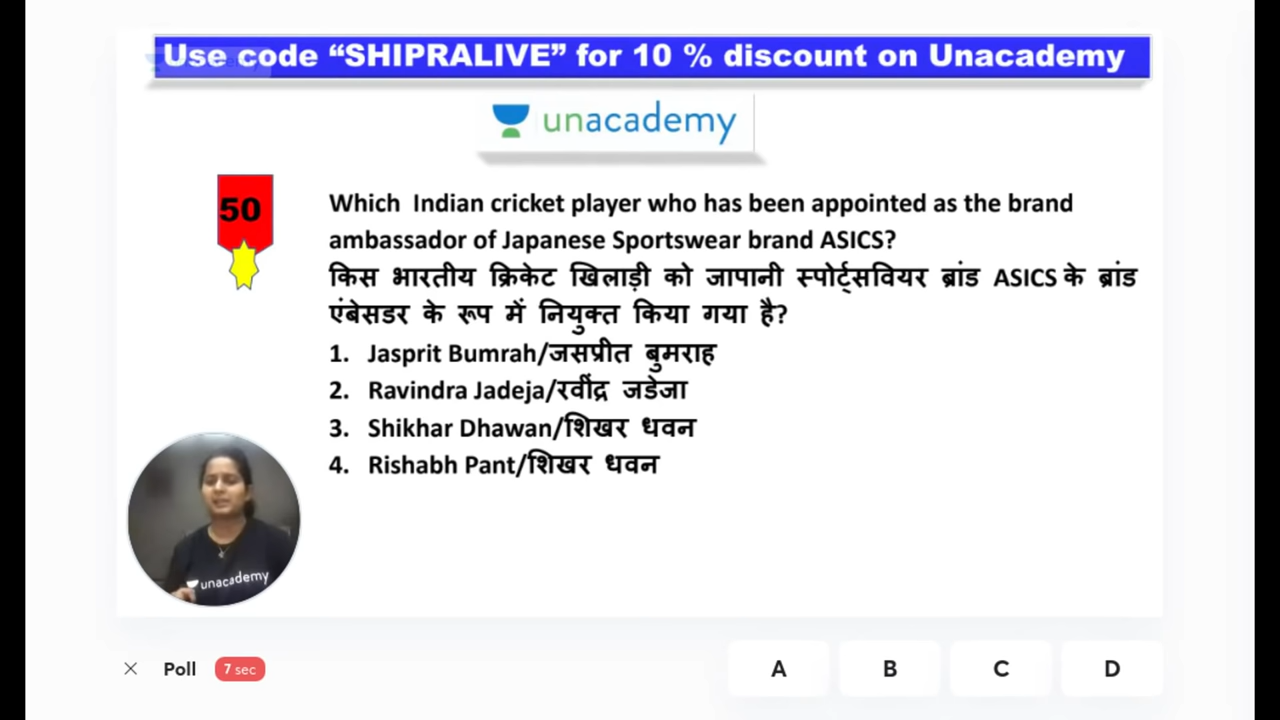 Use code “SHIPRALIVE” for 10 % discount on Unacademy
unacademy
50
Which Indian cricket player who has been appointed as the brand
ambassador of Japanese Sportswear brand ASICS?
किस भारतीय क्रिकेट खिलाड़ी को जापानी स्पोर्ट्सवियर ब्रांड ASICS के ब्रांड
एंबेसडर के रूप में नियुक्त किया गया है?
1. Jasprit Bumrah/जसप्रीत बुमराह
2. Ravindra Jadeja/रवींद्र जडेजा
3. Shikhar Dhawan/शिखर धवन
4. Rishabh Pant/शिखर धवन
unacademy
Poll 7 sec A B C D